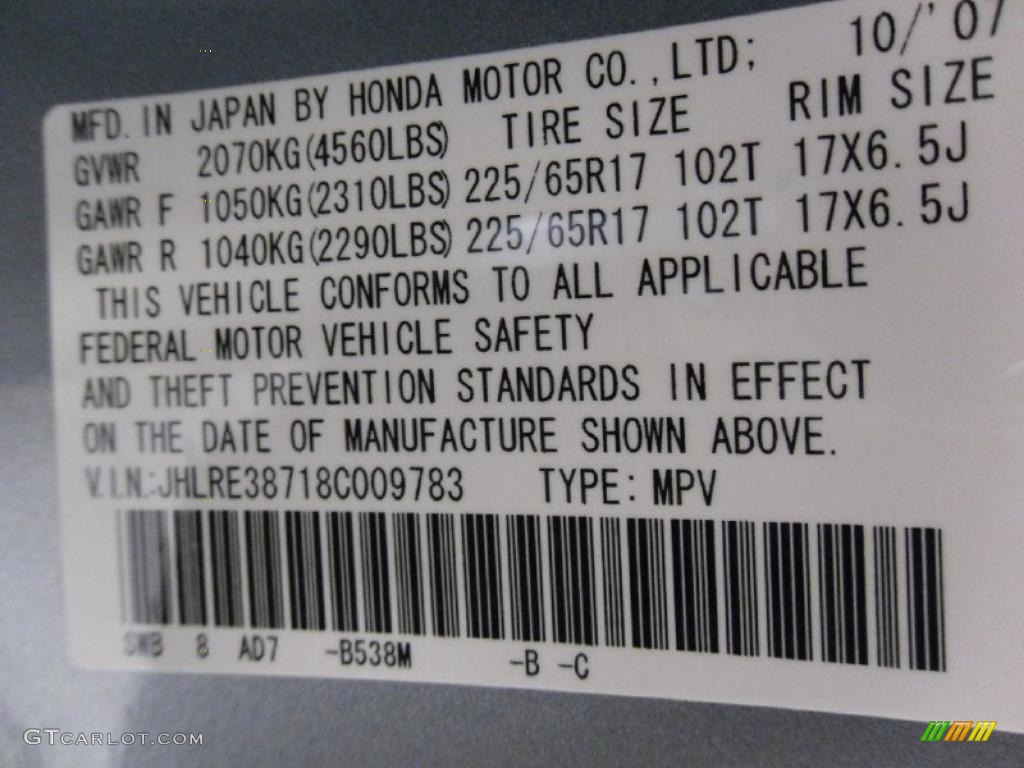 MFD. IN JAPAN BY HONDA MOTOR CO., LTD; 10/'07
GVWR 2070KG(4560LBS) TIRE SIZE RIM SIZE
GAWR F 1050KG(2310LBS) 225/65R17 102T 17X6. 5J
GAWR R 1040KG(2290LBS) 225/65R17 102T 17X6. 5J
THIS VEHICLE CONFORMS TO ALL APPLICABLE
FEDERAL MOTOR VEHICLE SAFETY
AND THEFT PREVENTION STANDARDS IN EFFECT
ON THE DATE OF MANUFACTURE SHOWN ABOVE.
V.I.N.:JHLRE38718C009783 TYPE: MPV
SWB 8 AD7 -B538M -B -C
GTCARLOT.COM